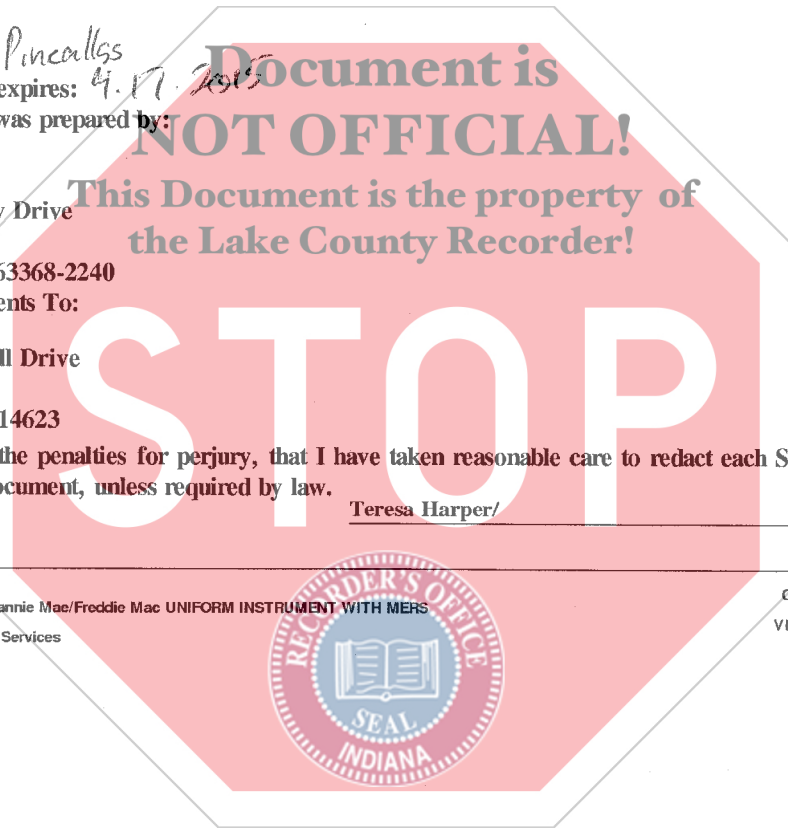 Pinellas
expires: 4.17.2015
Document is
was prepared by:
NOT OFFICIAL!
This Document is the property of
y Drive
the Lake County Recorder!
63368-2240
ents To:
ll Drive
STOP
14623
the penalties for perjury, that I have taken reasonable care to redact each S
ocument, unless required by law.
Teresa Harper/
annie Mae/Freddie Mac UNIFORM INSTRUMENT WITH MERS
Services
VI
RECORDER'S OFFICE
SEAL
INDIANA